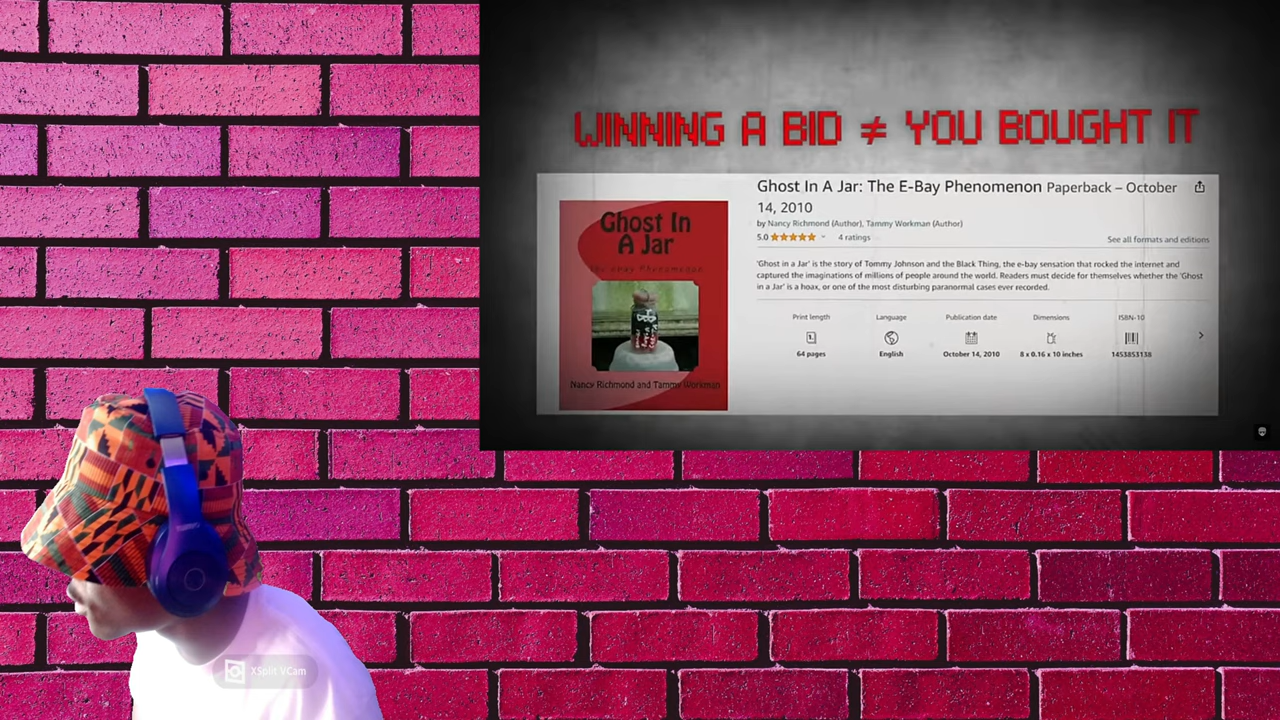 WINNING A BID ≠ YOU BOUGHT IT
Ghost In A Jar: The E-Bay Phenomenon Paperback – October
14, 2010
by Nancy Richmond (Author), Tammy Workman (Author)
5.0 4 ratings
See all formats and editions
'Ghost in a Jar' is the story of Tommy Johnson and the Black Thing, the e-bay sensation that rocked the internet and
captured the imaginations of millions of people around the world. Readers must decide for themselves whether the 'Ghost
in a Jar' is a hoax, or one of the most disturbing paranormal cases ever recorded.
Print length
Language
Publication date
Dimensions
ISBN-10
64 pages
English
October 14, 2010
8 x 0.16 x 10 inches
1453853138
Ghost In
A Jar
The e-Bay Phenomenon
Nancy Richmond and Tammy Workman
XSplit VCam